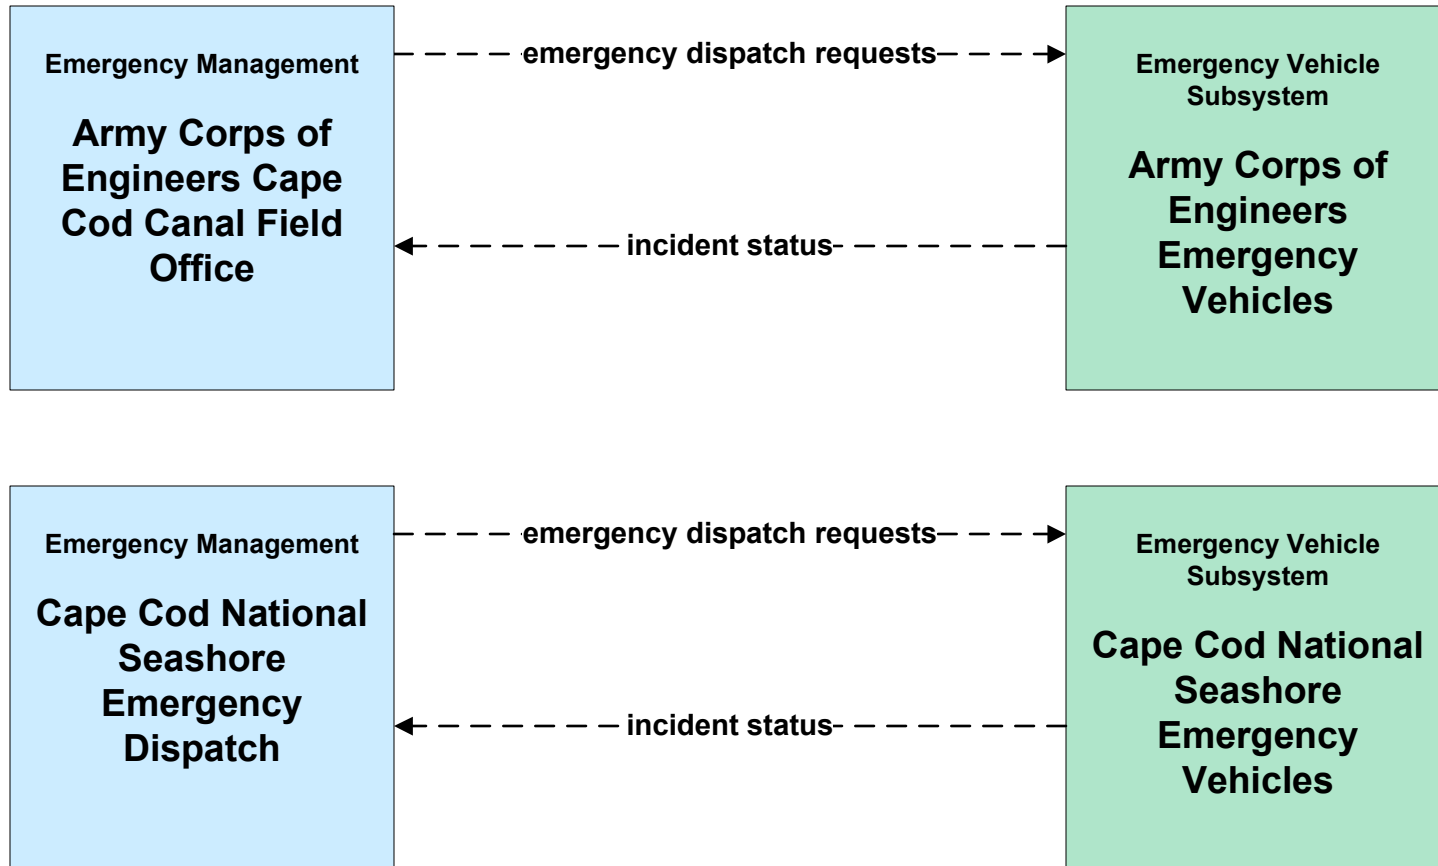 Emergency Management
Army Corps of
Engineers Cape
Cod Canal Field
Office
emergency dispatch requests
incident status
Emergency Vehicle
Subsystem
Army Corps of
Engineers
Emergency
Vehicles
Emergency Management
Cape Cod National
Seashore
Emergency
Dispatch
emergency dispatch requests
incident status
Emergency Vehicle
Subsystem
Cape Cod National
Seashore
Emergency
Vehicles